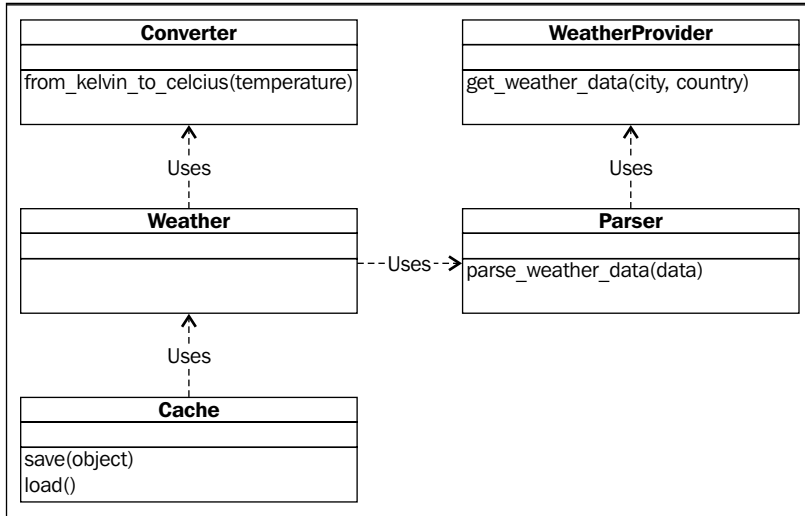 Converter
from_kelvin_to_celcius(temperature)
WeatherProvider
get_weather_data(city, country)
Uses
Uses
Weather
Uses
Parser
parse_weather_data(data)
Uses
Cache
save(object)
load()